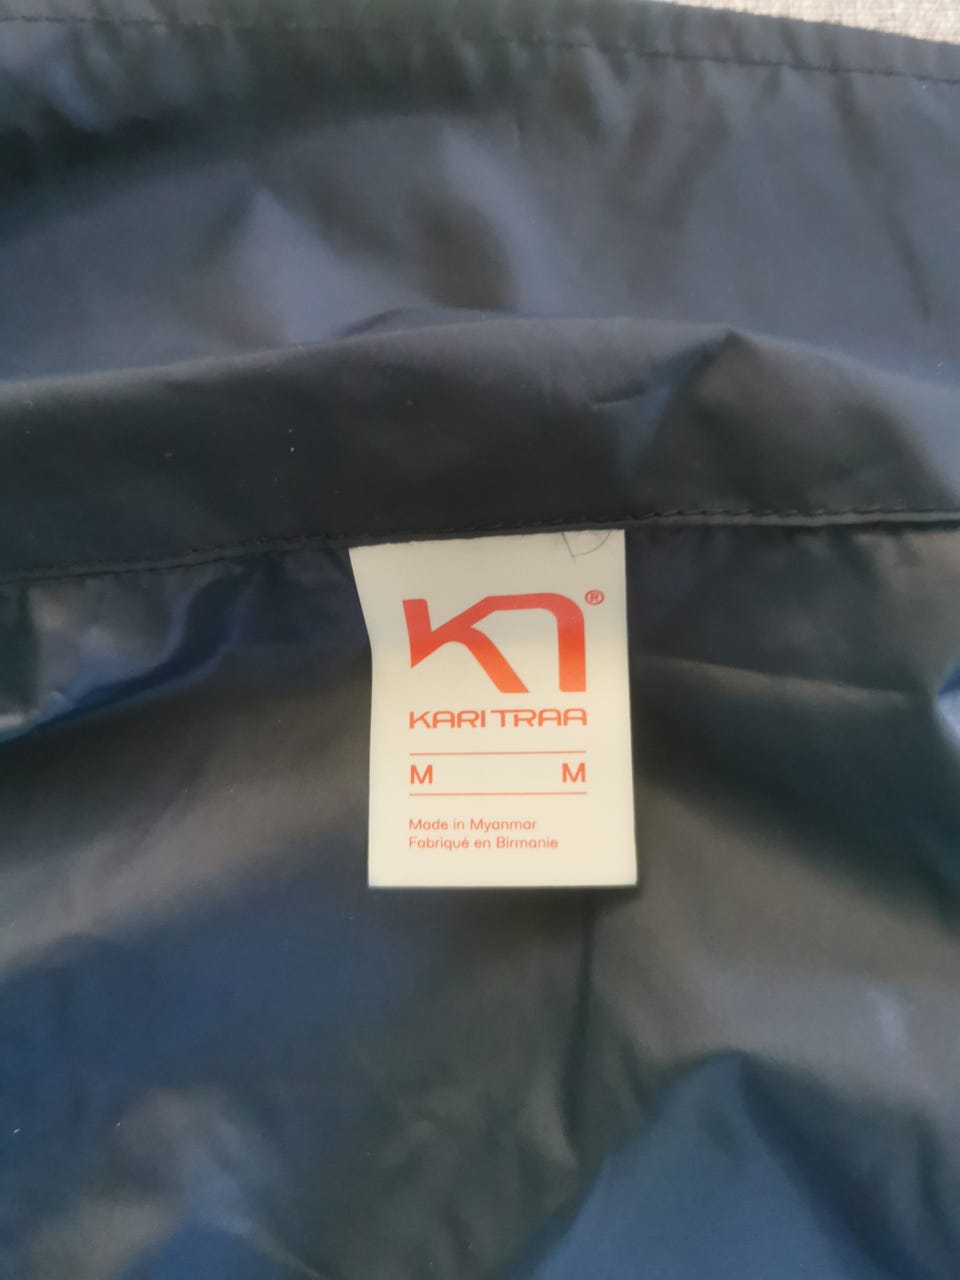 ®
KARI TRAA
M M
Made in Myanmar
Fabriqué en Birmanie